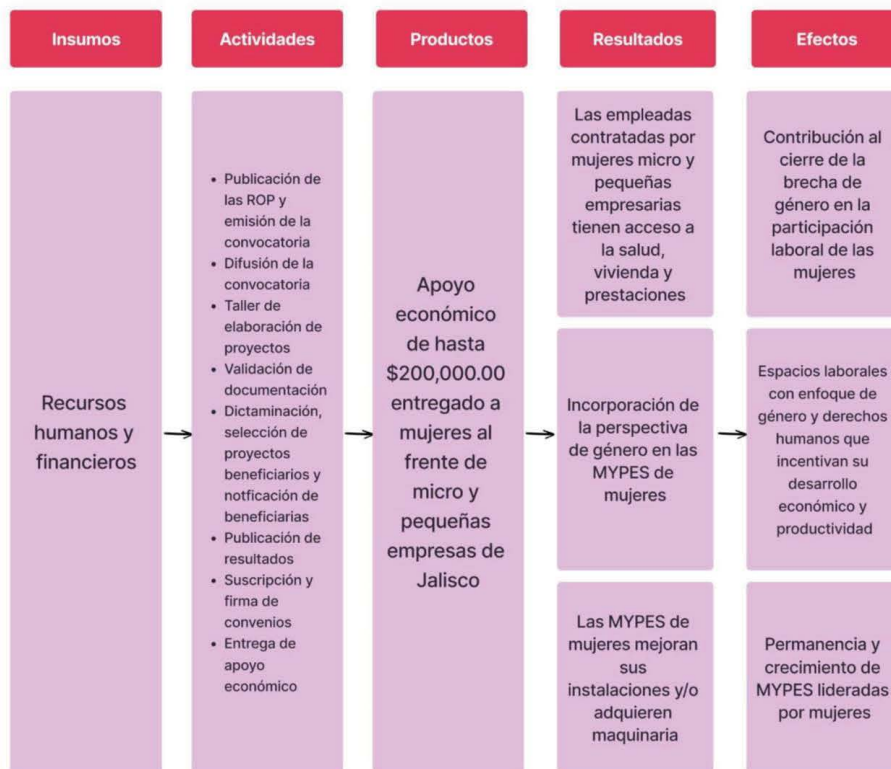 Insumos
Actividades
Productos
Resultados
Efectos
Recursos
humanos y
financieros
• Publicación de
las ROP y
emisión de la
convocatoria
• Difusión de la
convocatoria
• Taller de
elaboración de
proyectos
• Validación de
documentación
• Dictaminación,
selección de
proyectos
beneficiarios y
notficación de
beneficiarias
• Publicación de
resultados
• Suscripción y
firma de
convenios
• Entrega de
apoyo
económico
Apoyo
económico
de hasta
$200,000.00
entregado a
mujeres al
frente de
micro y
pequeñas
empresas de
Jalisco
Las empleadas
contratadas por
mujeres micro y
pequeñas
empresarias
tienen acceso a
la salud,
vivienda y
prestaciones
Incorporación de
la perspectiva
de género en las
MYPES de
mujeres
Las MYPES de
mujeres mejoran
sus
instalaciones y/o
adquieren
maquinaria
Contribución al
cierre de la
brecha de
género en la
participación
laboral de las
mujeres
Espacios laborales
con enfoque de
género y derechos
humanos que
incentivan su
desarrollo
económico y
productividad
Permanencia y
crecimiento de
MYPES lideradas
por mujeres